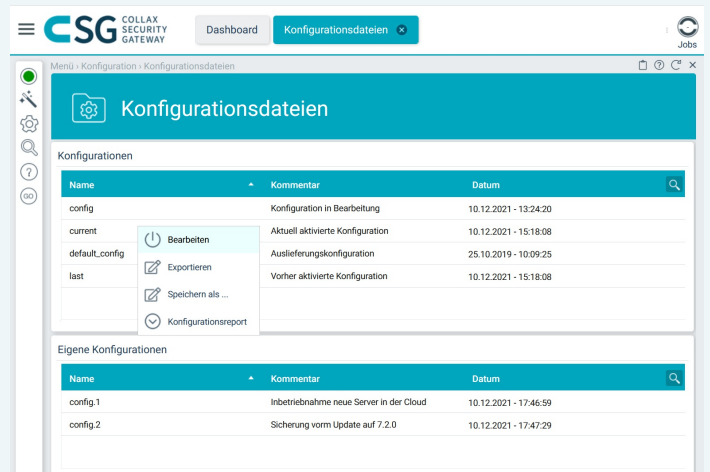 CSG COLLAX SECURITY GATEWAY
Dashboard
Konfigurationsdateien
Jobs
Menü › Konfiguration › Konfigurationsdateien
Konfigurationsdateien
GO
Konfigurationen
Name Kommentar Datum
config Konfiguration in Bearbeitung 10.12.2021 - 13:24:20
current Aktuell aktivierte Konfiguration 10.12.2021 - 15:18:08
default_config Auslieferungskonfiguration 25.10.2019 - 10:09:25
last Vorher aktivierte Konfiguration 10.12.2021 - 15:18:08
Bearbeiten
Exportieren
Speichern als ...
Konfigurationsreport
Eigene Konfigurationen
Name Kommentar Datum
config.1 Inbetriebnahme neue Server in der Cloud 10.12.2021 - 17:46:59
config.2 Sicherung vorm Update auf 7.2.0 10.12.2021 - 17:47:29